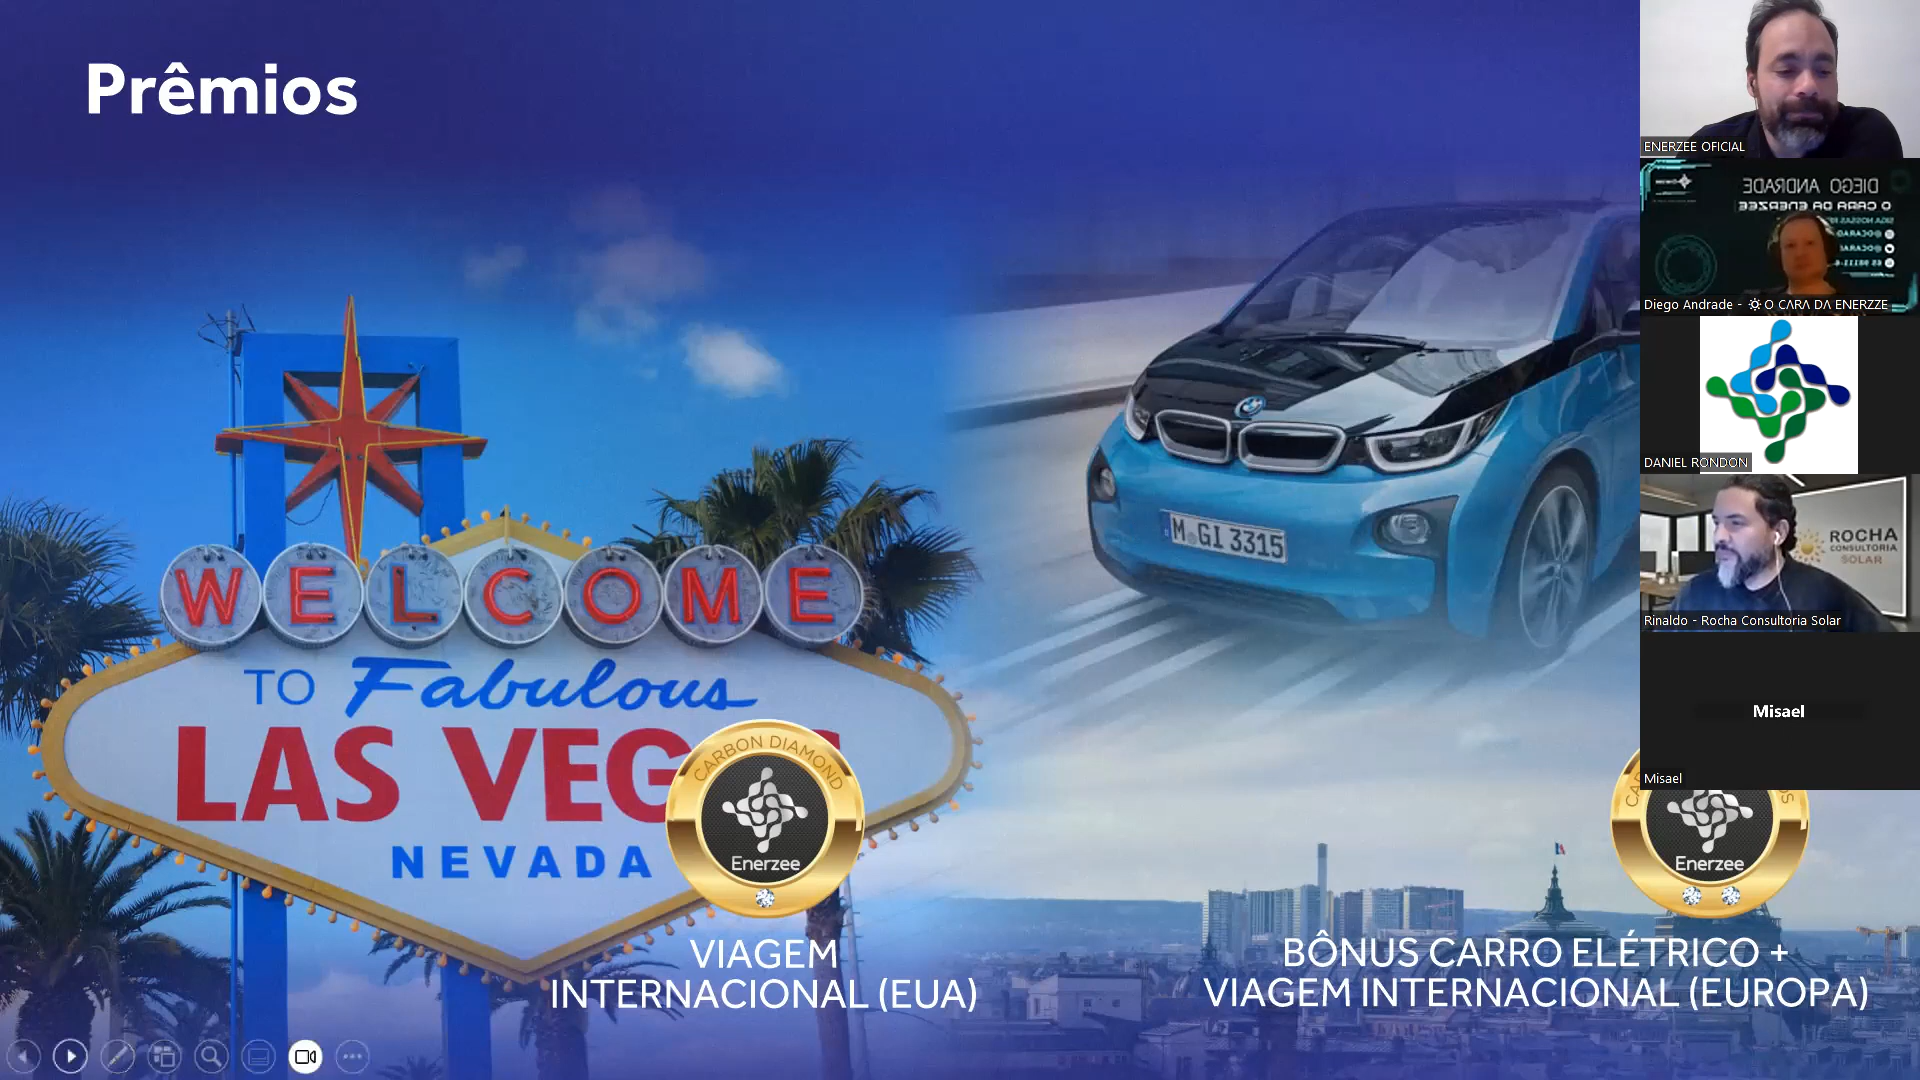 Prêmios
WELCOME
TO Fabulous
LAS VEG
NEVADA
CARBON DIAMOND
Enerzee
VIAGEM
INTERNACIONAL (EUA)
M GI 3315
Enerzee
BÔNUS CARRO ELÉTRICO +
VIAGEM INTERNACIONAL (EUROPA)
ENERZEE OFICIAL
DIEGO ANDRADE
O CARA DA ENERZEE
Diego Andrade - O CΛRΛ DΛ ENERZZE
DANIEL RONDON
ROCHA
CONSULTORIA
SOLAR
Rinaldo - Rocha Consultoria Solar
Misael
Misael